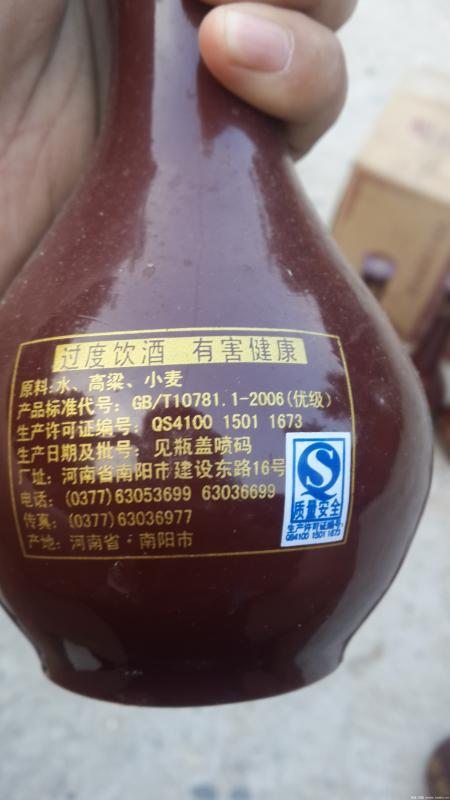 过度饮酒 有害健康
原料:水、高粱、小麦
产品标准代号: GB/T10781.1-2006(优级)
生产许可证编号: QS4100 1501 1673
生产日期及批号: 见瓶盖喷码
厂址: 河南省南阳市建设东路16号
电话: (0377)63053699 63036699
传真: (0377)63036977
产地: 河南省·南阳市
质量安全
生产许可证编号:
QS4100 1501 1673